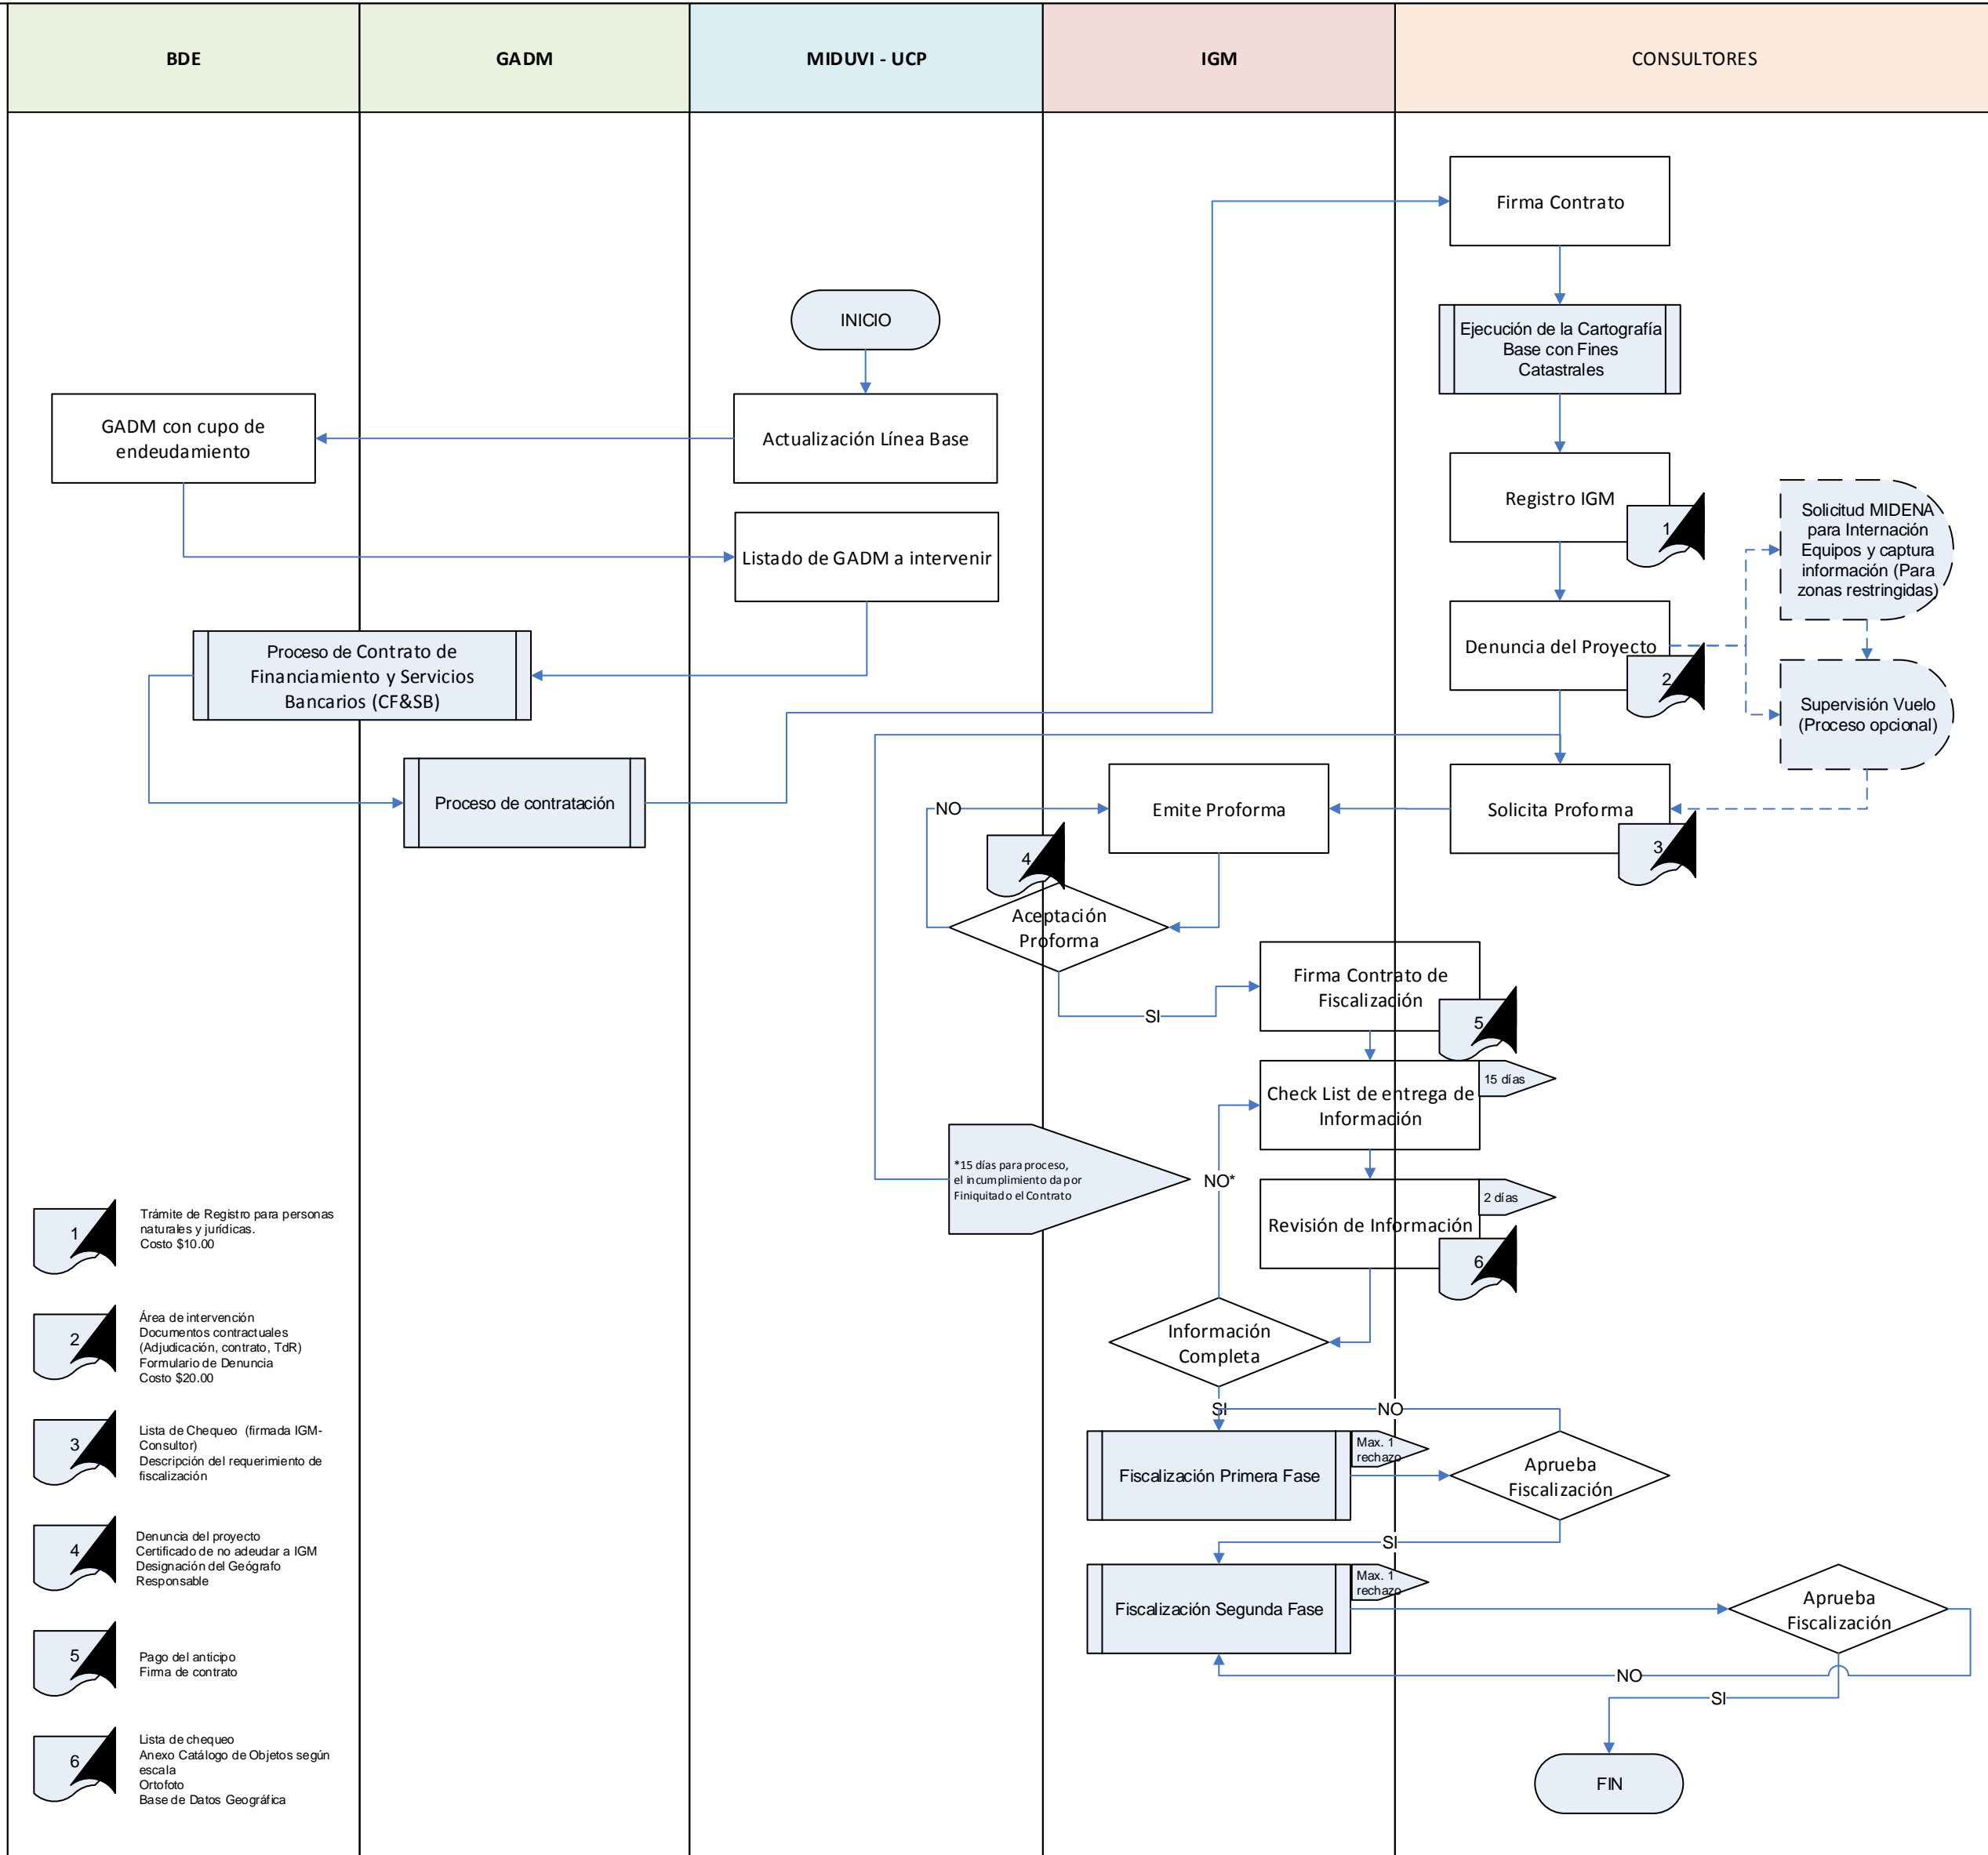 BDE
GADM
MIDUVI - UCP
IGM
CONSULTORES
Firma Contrato
INICIO
Ejecución de la Cartografía
Base con Fines
Catastrales
GADM con cupo de
endeudamiento
Actualización Línea Base
Registro IGM
1
Solicitud MIDENA
para Internación
Equipos y captura
información (Para
zonas restringidas)
Listado de GADM a intervenir
Proceso de Contrato de
Financiamiento y Servicios
Bancarios (CF&SB)
Denuncia del Proyecto
2
Supervisión Vuelo
(Proceso opcional)
Proceso de contratación
NO
Emite Proforma
Solicita Proforma
3
4
Aceptación
Proforma
SI
Firma Contrato de
Fiscalización
5
Check List de entrega de
Información
15 días
*15 días para proceso,
el incumplimiento da por
Finiquitado el Contrato
NO*
Revisión de Información
2 días
6
Información
Completa
SI
NO
Fiscalización Primera Fase
Max. 1
rechazo
Aprueba
Fiscalización
SI
Fiscalización Segunda Fase
Max. 1
rechazo
Aprueba
Fiscalización
NO
SI
FIN
1
Trámite de Registro para personas
naturales y jurídicas.
Costo $10.00
2
Área de intervención
Documentos contractuales
(Adjudicación, contrato, TdR)
Formulario de Denuncia
Costo $20.00
3
Lista de Chequeo (firmada IGM-
Consultor)
Descripción del requerimiento de
fiscalización
4
Denuncia del proyecto
Certificado de no adeudar a IGM
Designación del Geógrafo
Responsable
5
Pago del anticipo
Firma de contrato
6
Lista de chequeo
Anexo Catálogo de Objetos según
escala
Ortofoto
Base de Datos Geográfica